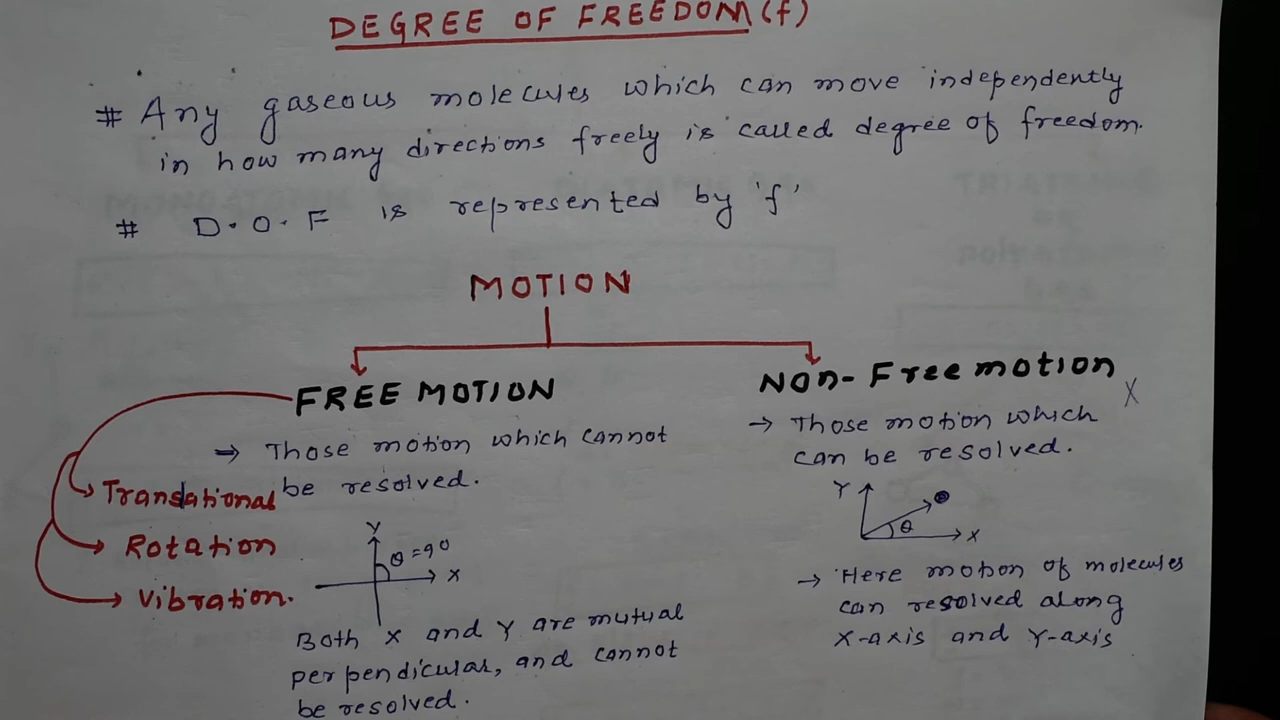 DEGREE OF FREEDOM (f)
# Any gaseous molecules which can move independently
in how many directions freely is called degree of freedom.
# D.O.F is represented by 'f'
MOTION
FREE MOTION
→ Those motion which cannot
be resolved.
Translational
Rotation
Vibration.
Y
θ = 90
X
Both X and Y are mutual
perpendicular, and cannot
be resolved.
Non-Free motion X
→ Those motion which
can be resolved.
Y
θ
X
→ Here motion of molecules
can resolved along
X-axis and Y-axis